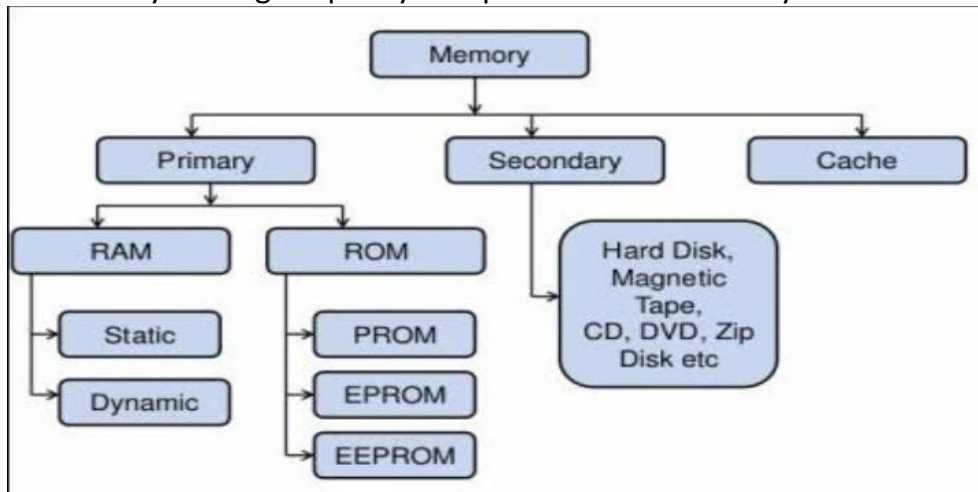 Memory
Primary
Secondary
Cache
RAM
ROM
Hard Disk,
Magnetic
Tape,
CD, DVD, Zip
Disk etc
Static
PROM
Dynamic
EPROM
EEPROM